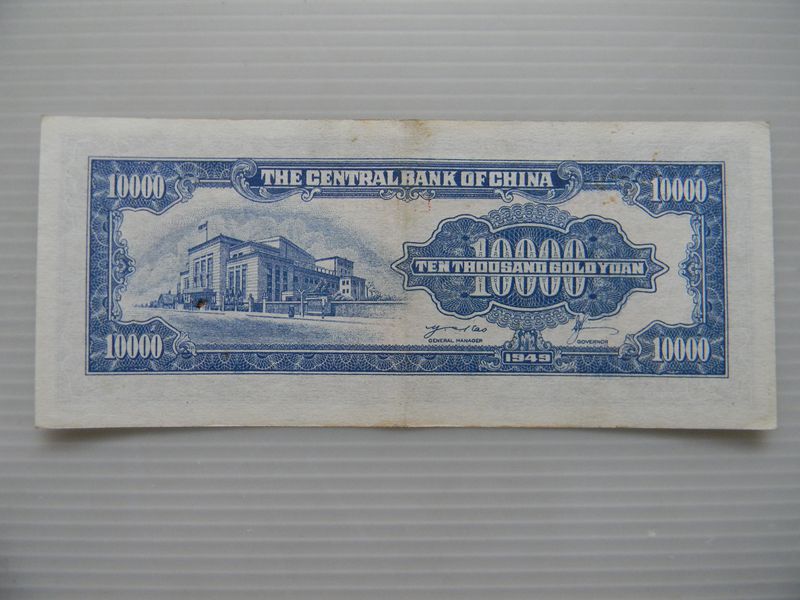 10000
THE CENTRAL BANK OF CHINA
10000
10000
TEN THOUSAND GOLD YUAN
GENERAL MANAGER
GOVERNOR
10000
1949
10000